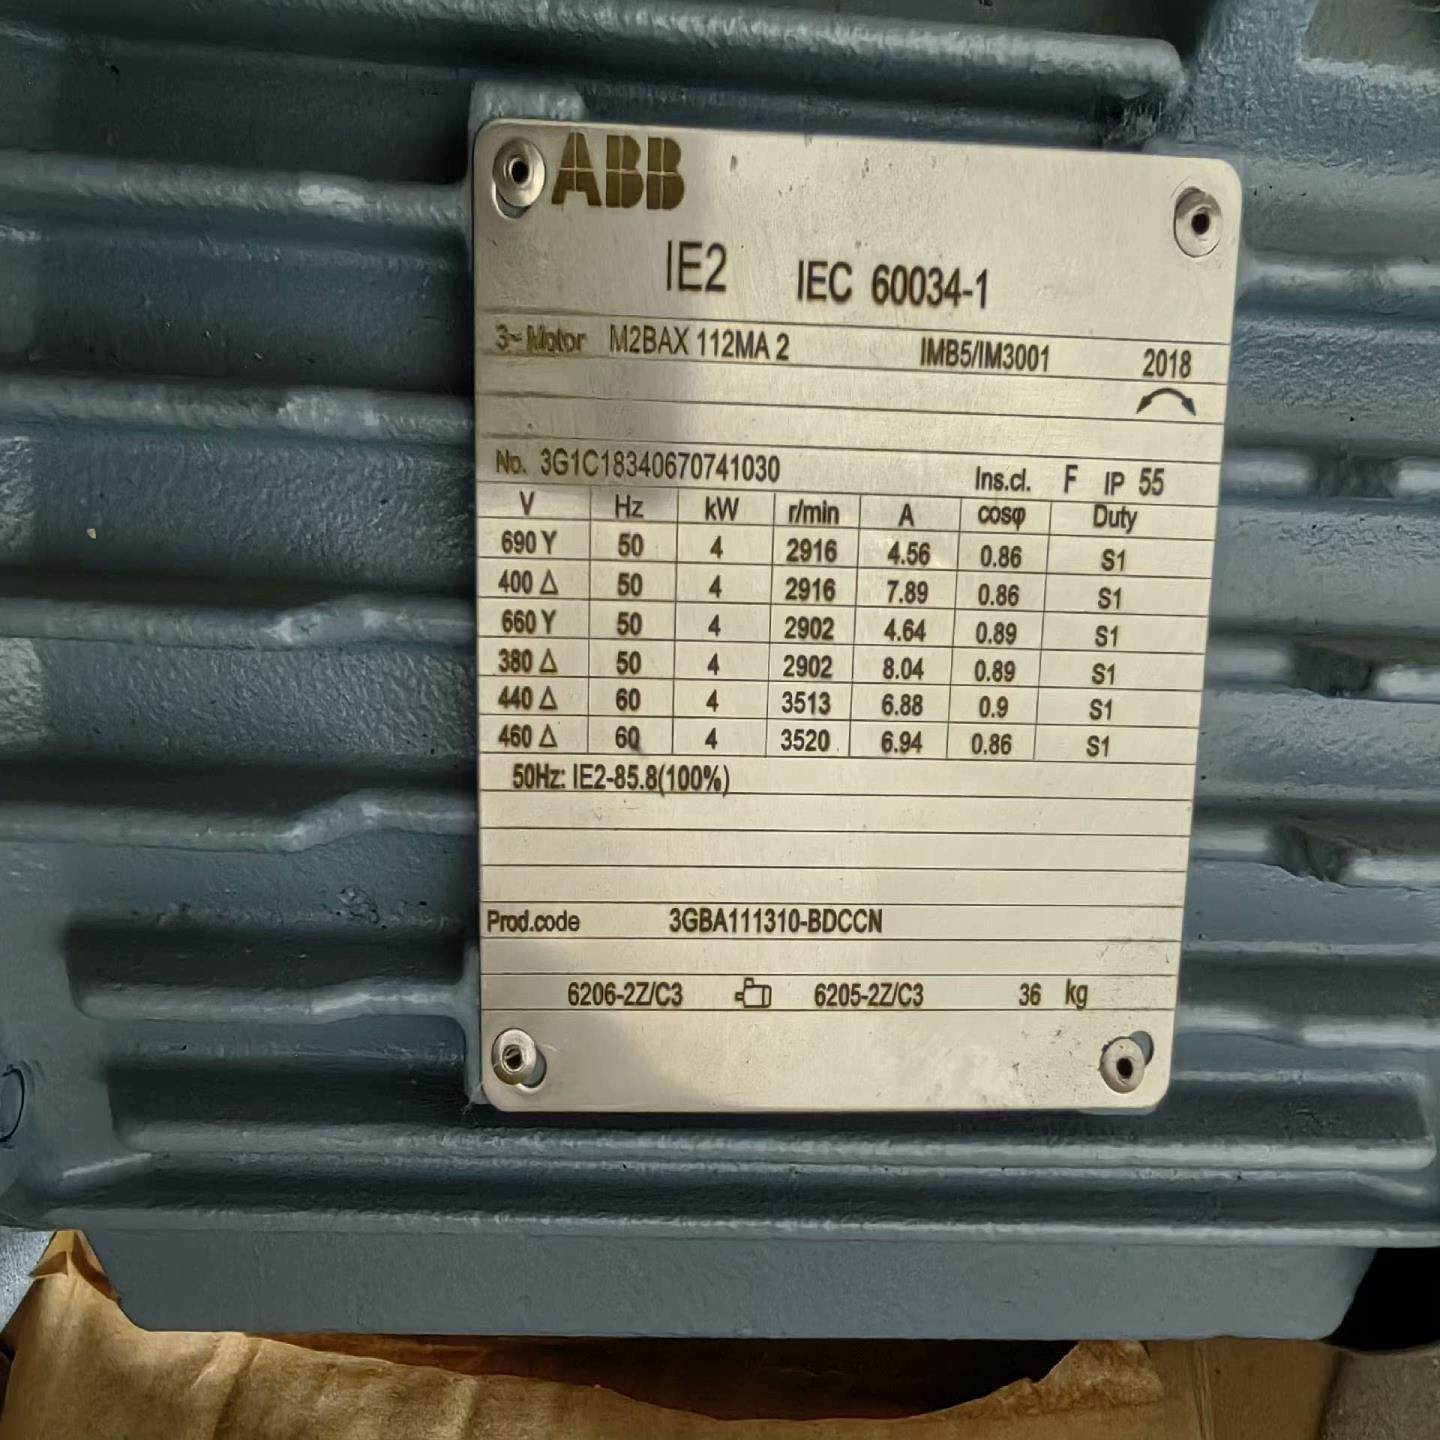 ABB
IE2 IEC 60034-1
3~ Motor M2BAX 112MA 2 IMB5/IM3001 2018
No. 3G1C18340670741030 Ins.cl. F IP 55
V Hz kW r/min A cosφ Duty
690 Y 50 4 2916 4.56 0.86 S1
400 Δ 50 4 2916 7.89 0.86 S1
660 Y 50 4 2902 4.64 0.89 S1
380 Δ 50 4 2902 8.04 0.89 S1
440 Δ 60 4 3513 6.88 0.9 S1
460 Δ 60 4 3520 6.94 0.86 S1
50Hz: IE2-85.8(100%)
Prod.code 3GBA111310-BDCCN
6206-2Z/C3 6205-2Z/C3 36 kg